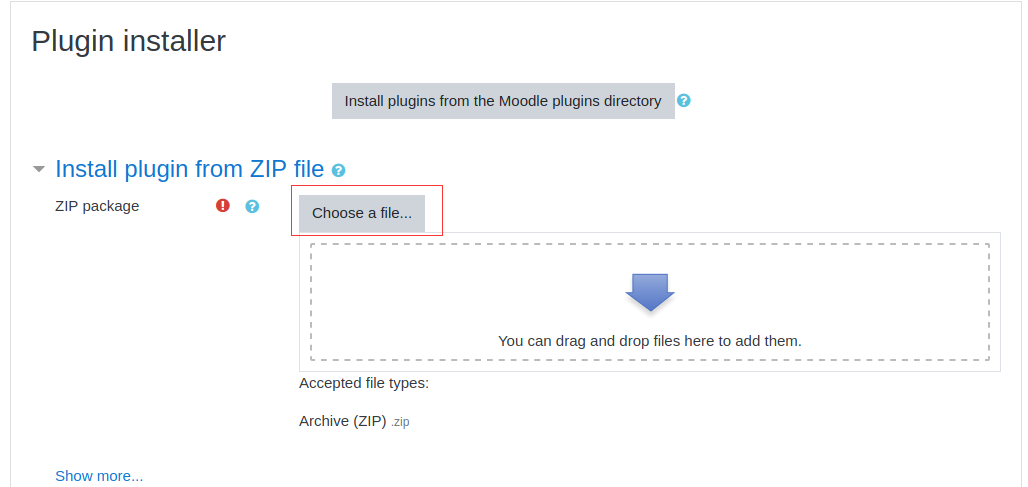 Plugin installer
Install plugins from the Moodle plugins directory
Install plugin from ZIP file
ZIP package
Choose a file...
You can drag and drop files here to add them.
Accepted file types:
Archive (ZIP) .zip
Show more...